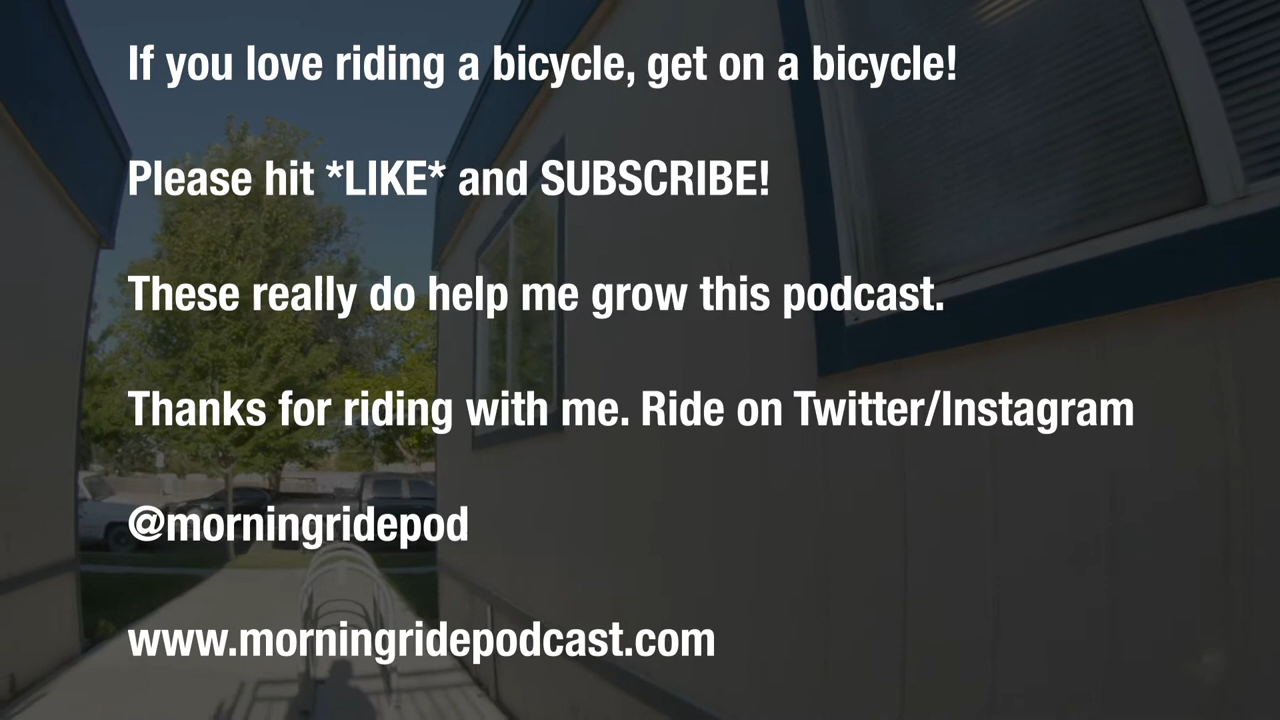 If you love riding a bicycle, get on a bicycle!
Please hit *LIKE* and SUBSCRIBE!
These really do help me grow this podcast.
Thanks for riding with me. Ride on Twitter/Instagram
@morningridepod
www.morningridepodcast.com